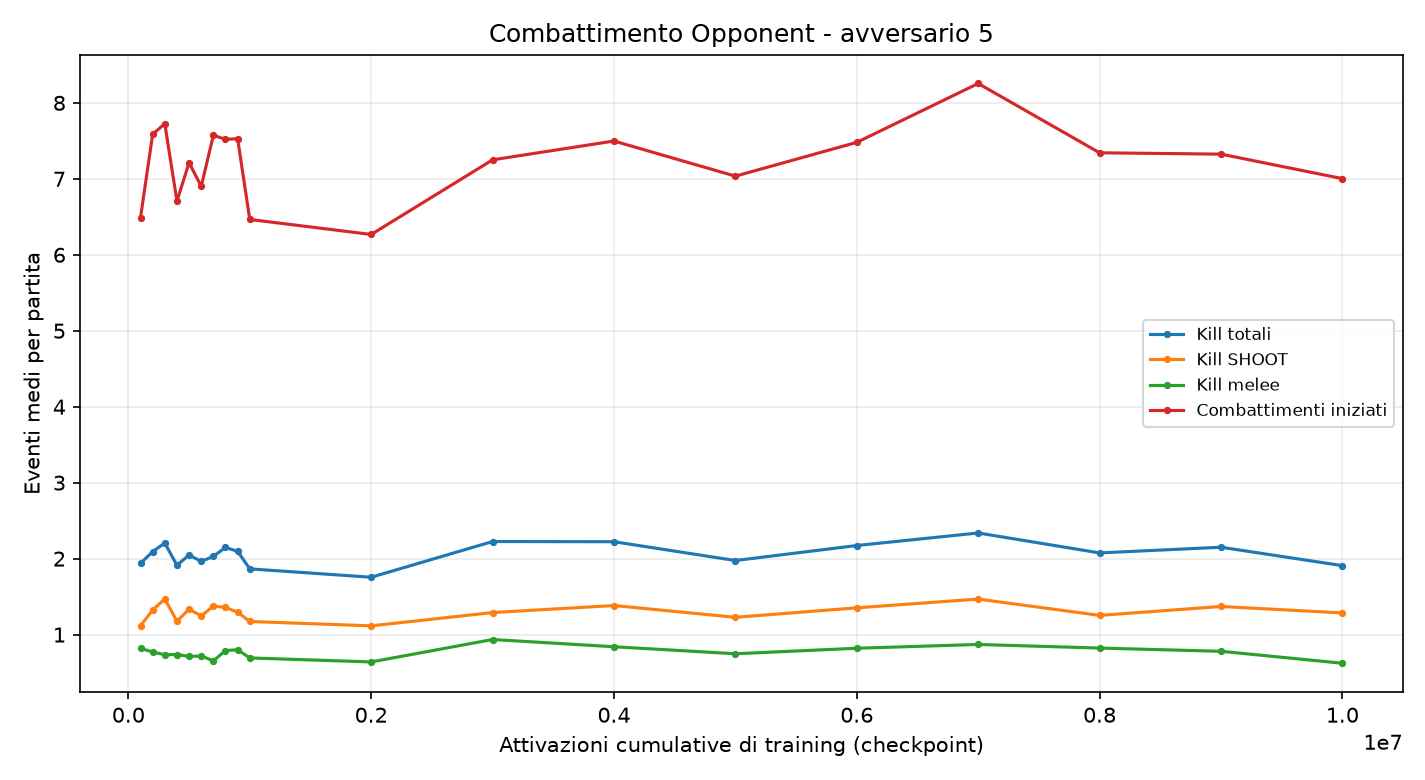 Combattimento Opponent - avversario 5
Eventi medi per partita
8
7
6
5
4
3
2
1
Kill totali
Kill SHOOT
Kill melee
Combattimenti iniziati
0.0
0.2
0.4
0.6
0.8
1.0
1e7
Attivazioni cumulative di training (checkpoint)